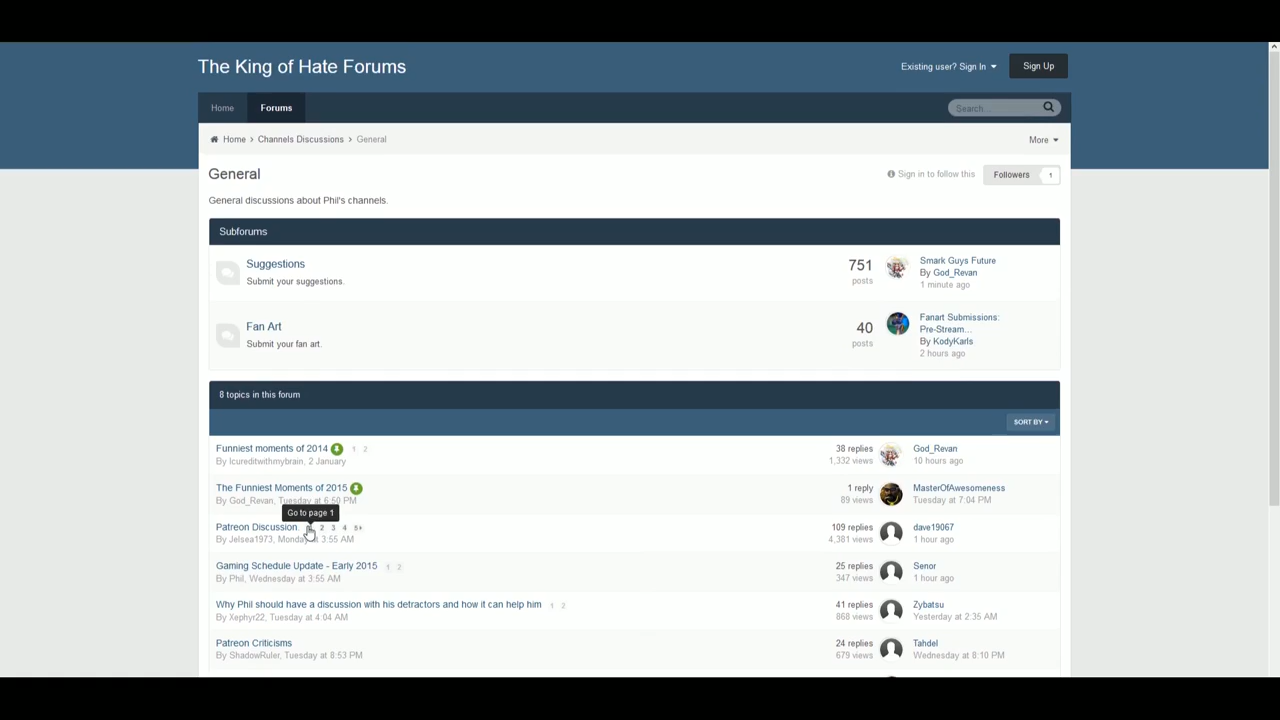 The King of Hate Forums
Existing user? Sign In
Sign Up
Home
Forums
Search...
Home > Channels Discussions > General
More
General
Sign in to follow this
Followers 1
General discussions about Phil's channels.
Subforums
Suggestions
Submit your suggestions.
751
posts
Smark Guys Future
By God_Revan
1 minute ago
Fan Art
Submit your fan art.
40
posts
Fanart Submissions:
Pre-Stream...
By KodyKarls
2 hours ago
8 topics in this forum
SORT BY
Funniest moments of 2014 1 2
By Icureditwithmybrain, 2 January
38 replies
1,332 views
God_Revan
10 hours ago
The Funniest Moments of 2015
By God_Revan, Tuesday at 6:50 PM
1 reply
89 views
MasterOfAwesomeness
Tuesday at 7:04 PM
Go to page 1
Patreon Discussion. 2 3 4 5
By Jelsea1973, Monday at 3:55 AM
109 replies
4,381 views
dave19067
1 hour ago
Gaming Schedule Update - Early 2015 1 2
By Phil, Wednesday at 3:55 AM
25 replies
347 views
Senor
1 hour ago
Why Phil should have a discussion with his detractors and how it can help him 1 2
By Xephyr22, Tuesday at 4:04 AM
41 replies
868 views
Zybatsu
Yesterday at 2:35 AM
Patreon Criticisms
By ShadowRuler, Tuesday at 8:53 PM
24 replies
679 views
Tahdel
Wednesday at 8:10 PM